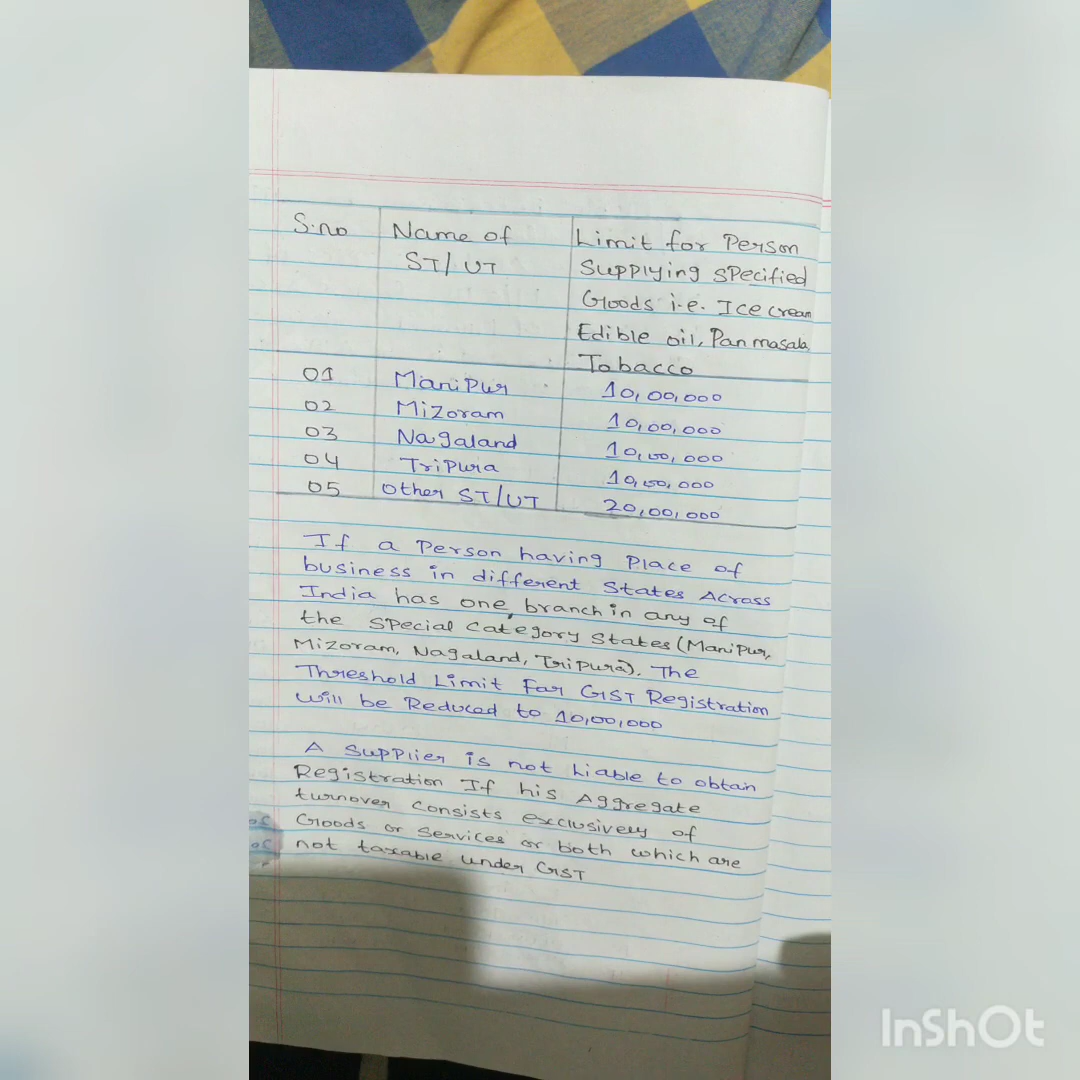 S.no Name of ST/UT Limit for Person Supplying Specified Goods i.e. Ice cream Edible oil, Pan masala, Tobacco
01 Manipur 10,00,000
02 Mizoram 10,00,000
03 Nagaland 10,00,000
04 Tripura 10,00,000
05 Other ST/UT 20,00,000
If a Person having Place of
business in different States Across
India has one branch in any of
the Special Category States (Manipur,
Mizoram, Nagaland, Tripura). The
Threshold Limit For GST Registration
will be Reduced to 10,00,000
A Supplier is not Liable to obtain
Registration If his Aggregate
turnover consists exclusively of
Goods or Services or both which are
not taxable under GST
InShOt